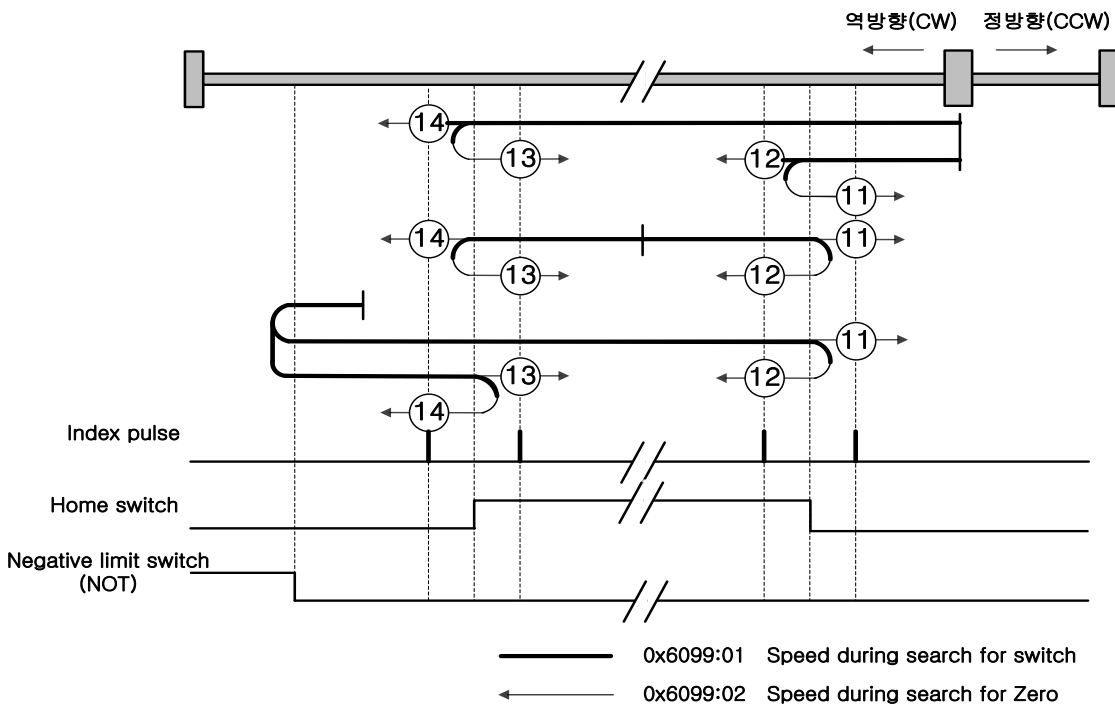 역방향(CW) 정방향(CCW)
14
13
12
11
14
11
13
12
11
13
12
14
Index pulse
Home switch
Negative limit switch
(NOT)
0x6099:01 Speed during search for switch
0x6099:02 Speed during search for Zero